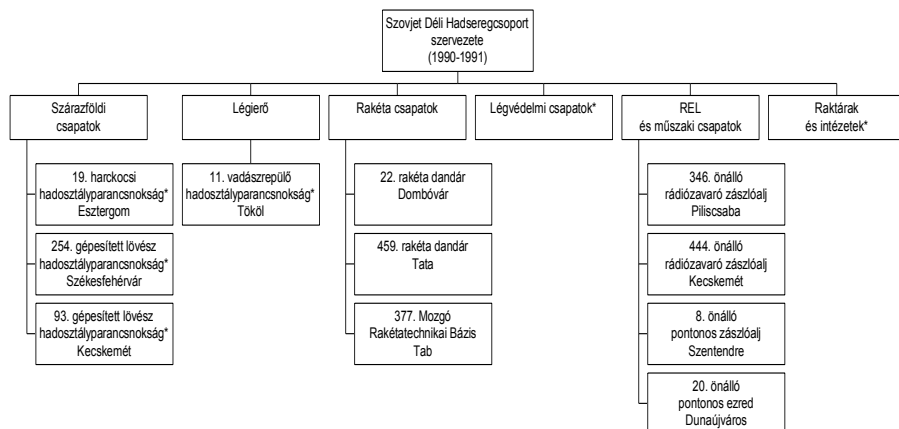 Szovjet Déli Hadseregcsoport
szervezete
(1990-1991)
Szárazföldi
csapatok
Légierő
Rakéta csapatok
Légvédelmi csapatok*
REL
és műszaki csapatok
Raktárak
és intézetek*
19. harckocsi
hadosztályparancsnokság*
Esztergom
254. gépesített lövész
hadosztályparancsnokság*
Székesfehérvár
93. gépesített lövész
hadosztályparancsnokság*
Kecskemét
11. vadászrepülő
hadosztályparancsnokság*
Tököl
22. rakéta dandár
Dombóvár
459. rakéta dandár
Tata
377. Mozgó
Rakétatechnikai Bázis
Tab
346. önálló
rádiózavaró zászlóalj
Piliscsaba
444. önálló
rádiózavaró zászlóalj
Kecskemét
8. önálló
pontonos zászlóalj
Szentendre
20. önálló
pontonos ezred
Dunaújváros